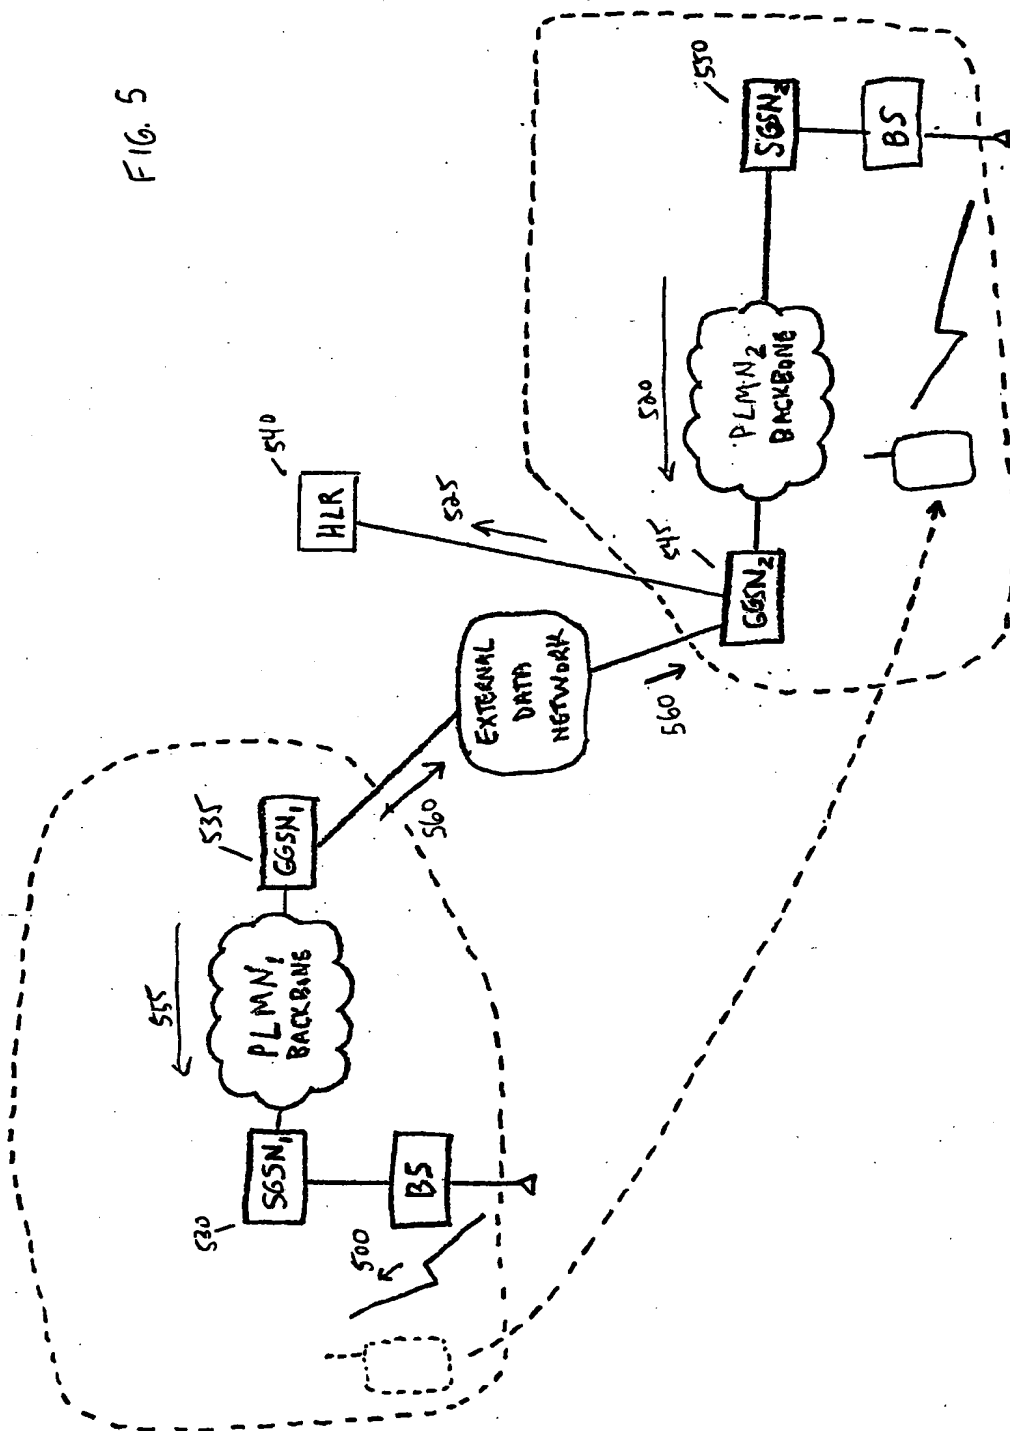 FIG. 5
555
530
535
540
SGSN1
PLMN1
BACKBONE
GGSN1
HLR
500
BS
560
525
EXTERNAL
DATA
NETWORK
560
545
520
550
GGSN2
PLMN2
BACKBONE
SGSN2
BS